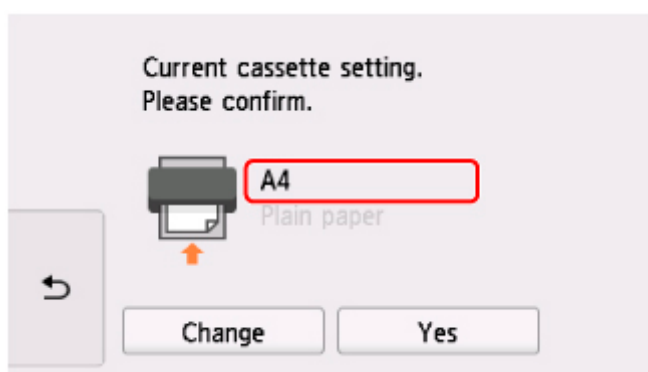 Current cassette setting.
Please confirm.
A4
Plain paper
Change
Yes